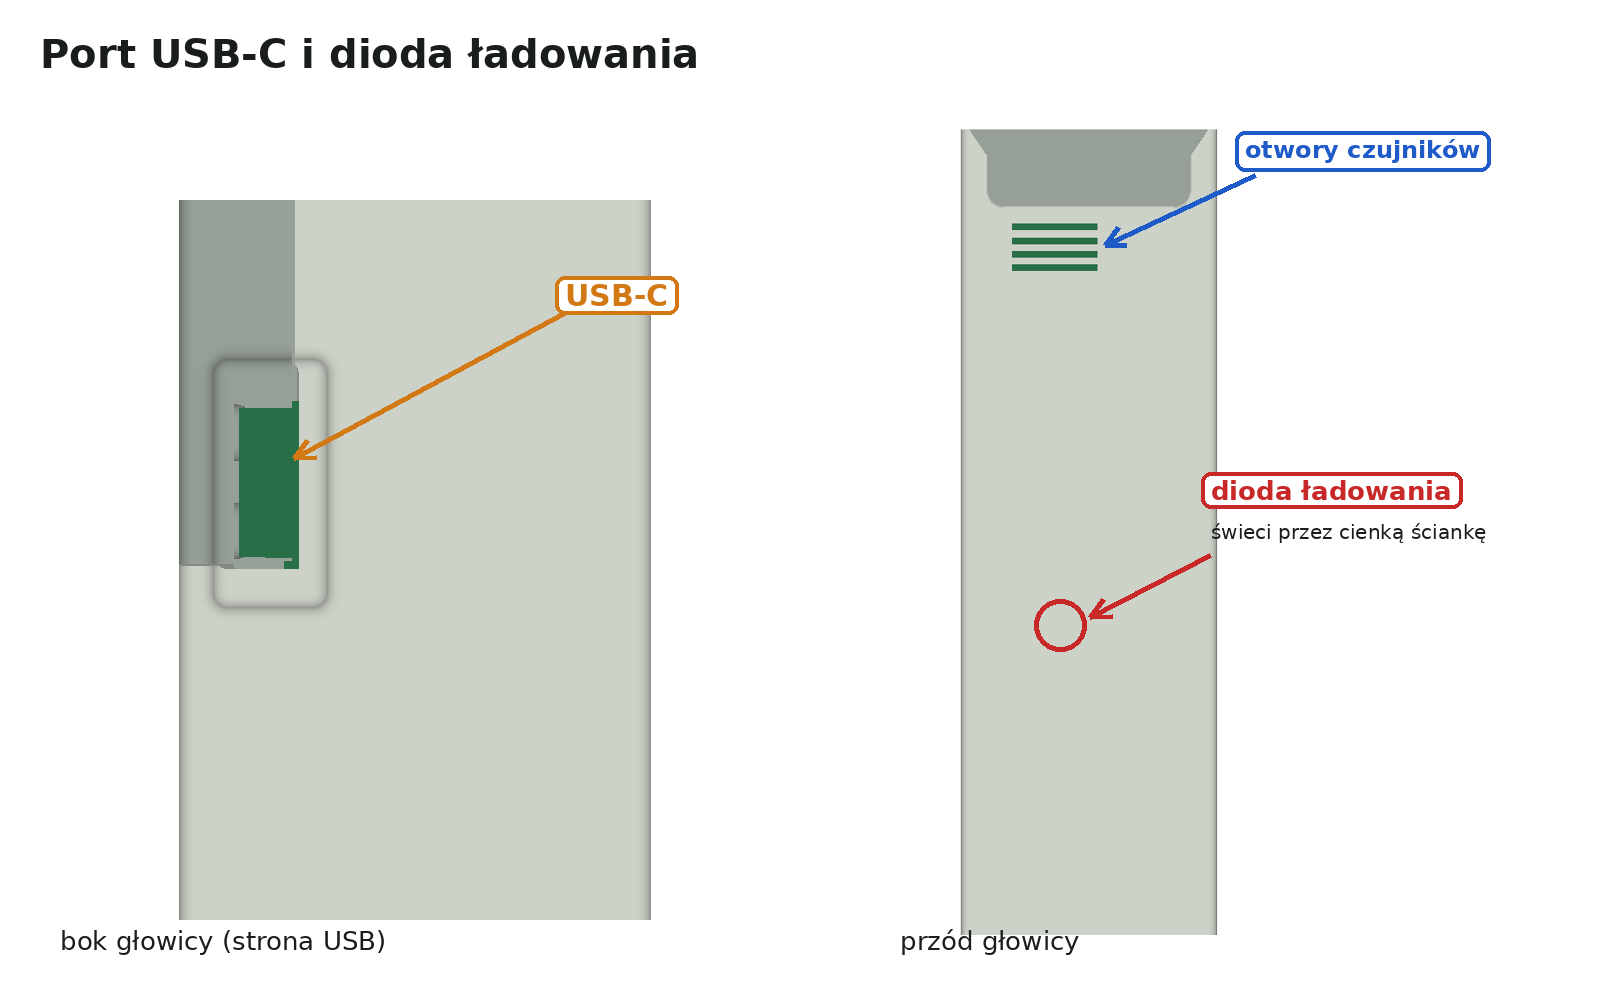 Port USB-C i dioda ładowania
otwory czujników
USB-C
dioda ładowania
świeci przez cienką ściankę
bok głowicy (strona USB)
przód głowicy